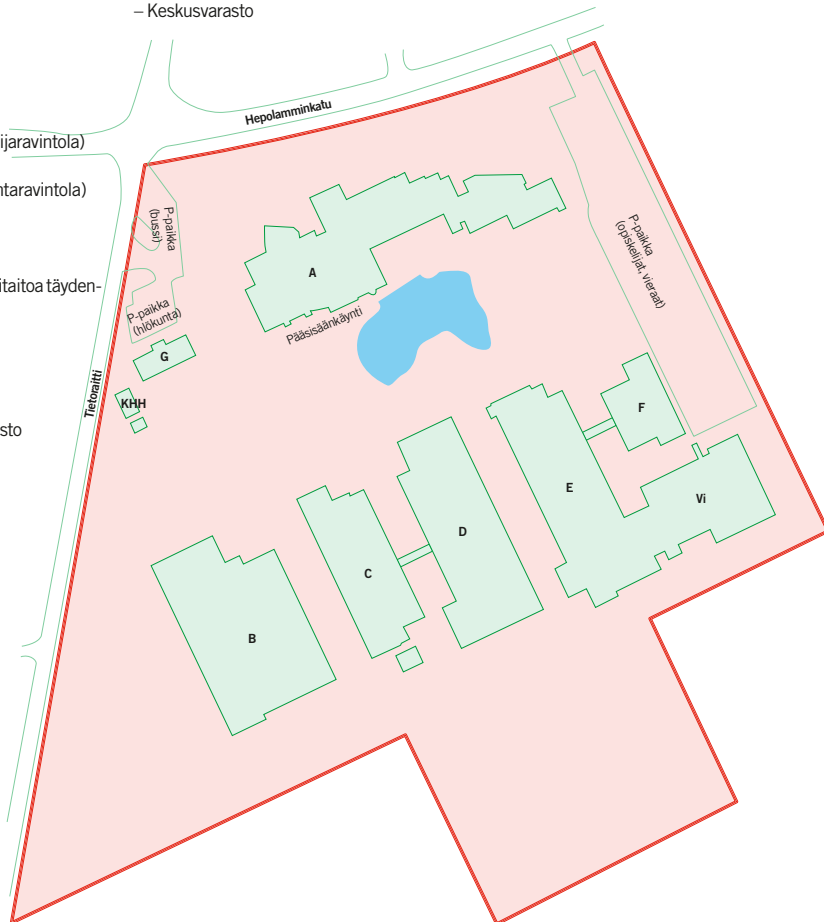 – Keskusvarasto
Hepolamminkatu
ijaravintola)
ntaravintola)
P-paikka
(bussi)
P-paikka
(opiskelijat, vieraat)
itaitoa täyden-
A
P-paikka
(hlökunta)
Pääsisäänkäynti
G
Tietoraitti
KHH
F
sto
E
Vi
D
C
B